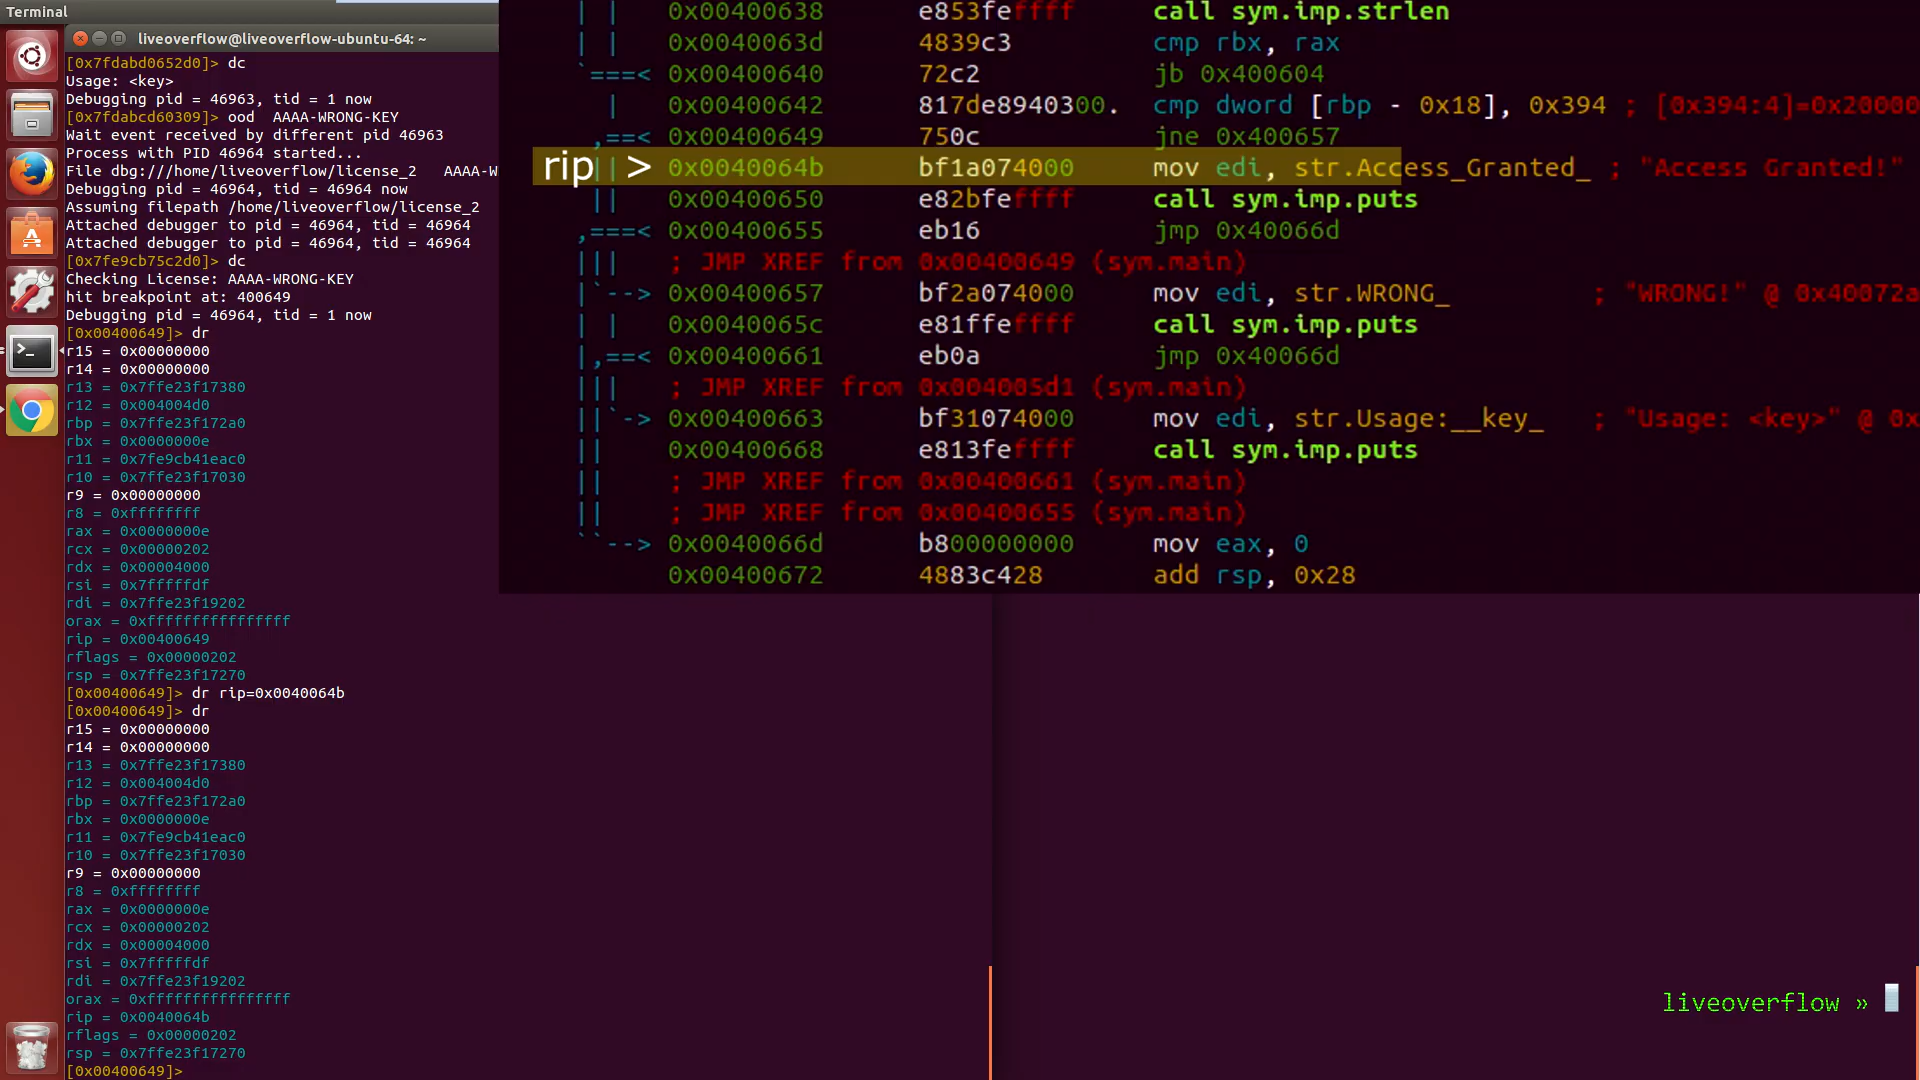 Terminal
liveoverflow@liveoverflow-ubuntu-64: ~
[0x7fdabd0652d0]> dc
Usage: <key>
Debugging pid = 46963, tid = 1 now
[0x7fdabcd60309]> ood  AAAA-WRONG-KEY
Wait event received by different pid 46963
Process with PID 46964 started...
File dbg:///home/liveoverflow/license_2   AAAA-W
Debugging pid = 46964, tid = 46964 now
Assuming filepath /home/liveoverflow/license_2
Attached debugger to pid = 46964, tid = 46964
Attached debugger to pid = 46964, tid = 46964
[0x7fe9cb75c2d0]> dc
Checking License: AAAA-WRONG-KEY
hit breakpoint at: 400649
Debugging pid = 46964, tid = 1 now
[0x00400649]> dr
r15 = 0x00000000
r14 = 0x00000000
r13 = 0x7ffe23f17380
r12 = 0x004004d0
rbp = 0x7ffe23f172a0
rbx = 0x0000000e
r11 = 0x7fe9cb41eac0
r10 = 0x7ffe23f17030
r9 = 0x00000000
r8 = 0xffffffff
rax = 0x0000000e
rcx = 0x00000202
rdx = 0x00004000
rsi = 0x7fffffdf
rdi = 0x7ffe23f19202
orax = 0xffffffffffffffff
rip = 0x00400649
rflags = 0x00000202
rsp = 0x7ffe23f17270
[0x00400649]> dr rip=0x0040064b
[0x00400649]> dr
r15 = 0x00000000
r14 = 0x00000000
r13 = 0x7ffe23f17380
r12 = 0x004004d0
rbp = 0x7ffe23f172a0
rbx = 0x0000000e
r11 = 0x7fe9cb41eac0
r10 = 0x7ffe23f17030
r9 = 0x00000000
r8 = 0xffffffff
rax = 0x0000000e
rcx = 0x00000202
rdx = 0x00004000
rsi = 0x7fffffdf
rdi = 0x7ffe23f19202
orax = 0xffffffffffffffff
rip = 0x0040064b
rflags = 0x00000202
rsp = 0x7ffe23f17270
[0x00400649]>
| | 0x00400638 e853feffff call sym.imp.strlen
| | 0x0040063d 4839c3 cmp rbx, rax
`===< 0x00400640 72c2 jb 0x400604
| 0x00400642 817de8940300. cmp dword [rbp - 0x18], 0x394 ; [0x394:4]=0x20000
,==< 0x00400649 750c jne 0x400657
rip || > 0x0040064b bf1a074000 mov edi, str.Access_Granted_ ; "Access Granted!"
|| 0x00400650 e82bfeffff call sym.imp.puts
,===< 0x00400655 eb16 jmp 0x40066d
||| ; JMP XREF from 0x00400649 (sym.main)
|`--> 0x00400657 bf2a074000 mov edi, str.WRONG_ ; "WRONG!" @ 0x40072a
| | 0x0040065c e81ffeffff call sym.imp.puts
|,==< 0x00400661 eb0a jmp 0x40066d
||| ; JMP XREF from 0x004005d1 (sym.main)
||`-> 0x00400663 bf31074000 mov edi, str.Usage:__key_ ; "Usage: <key>" @ 0x
|| 0x00400668 e813feffff call sym.imp.puts
|| ; JMP XREF from 0x00400661 (sym.main)
|| ; JMP XREF from 0x00400655 (sym.main)
``--> 0x0040066d b800000000 mov eax, 0
0x00400672 4883c428 add rsp, 0x28
liveoverflow »